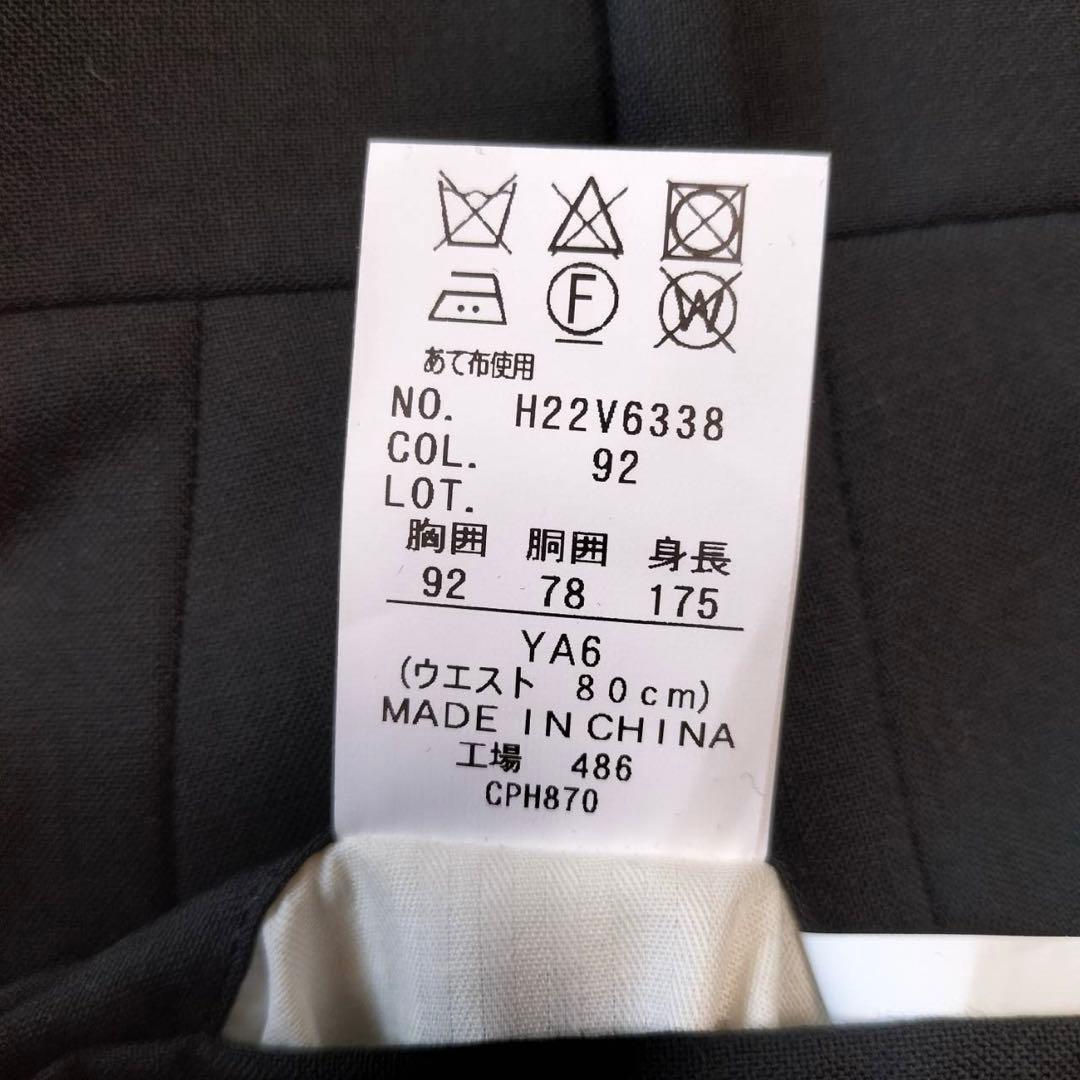 F W
あて布使用
NO. H22V6338
COL. 92
LOT.
胸囲 胴囲 身長
92 78 175
YA6
(ウエスト 80cm)
MADE IN CHINA
工場 486
CPH870